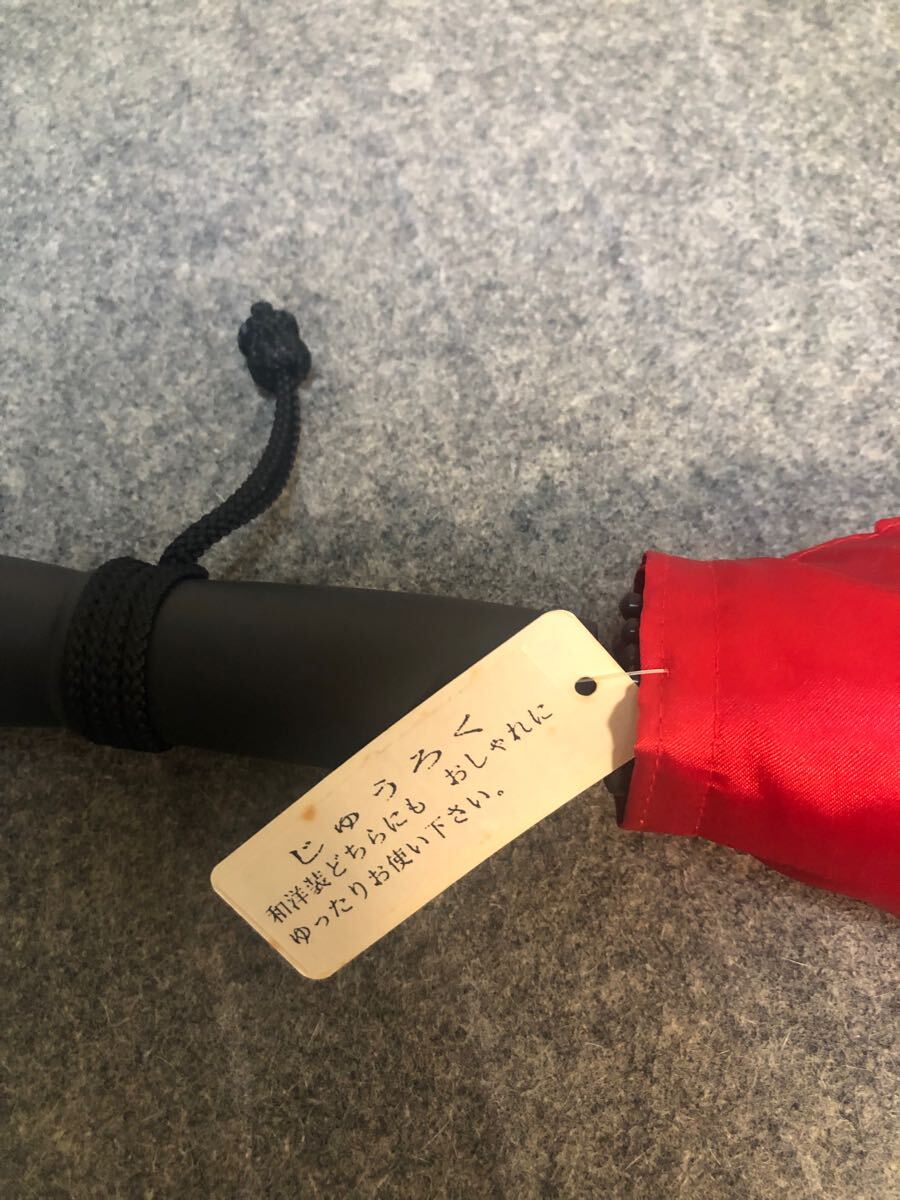 じゅうろく
和洋装どちらにも おしゃれに
ゆったりお使い下さい。